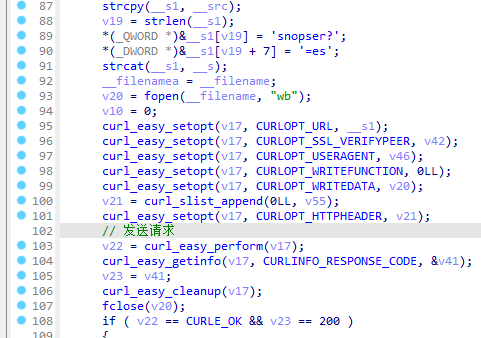 87 strcpy(__s1, __src);
88 v19 = strlen(__s1);
89 *(_QWORD *)&__s1[v19] = 'snopser?';
90 *(_DWORD *)&__s1[v19 + 7] = '=es';
91 strcat(__s1, __s);
92 __filenamea = __filename;
93 v20 = fopen(__filename, "wb");
94 v10 = 0;
95 curl_easy_setopt(v17, CURLOPT_URL, __s1);
96 curl_easy_setopt(v17, CURLOPT_SSL_VERIFYPEER, v42);
97 curl_easy_setopt(v17, CURLOPT_USERAGENT, v46);
98 curl_easy_setopt(v17, CURLOPT_WRITEFUNCTION, 0LL);
99 curl_easy_setopt(v17, CURLOPT_WRITEDATA, v20);
100 v21 = curl_slist_append(0LL, v55);
101 curl_easy_setopt(v17, CURLOPT_HTTPHEADER, v21);
102 // 发送请求
103 v22 = curl_easy_perform(v17);
104 curl_easy_getinfo(v17, CURLINFO_RESPONSE_CODE, &v41);
105 v23 = v41;
106 curl_easy_cleanup(v17);
107 fclose(v20);
108 if ( v22 == CURLE_OK && v23 == 200 )
109 {